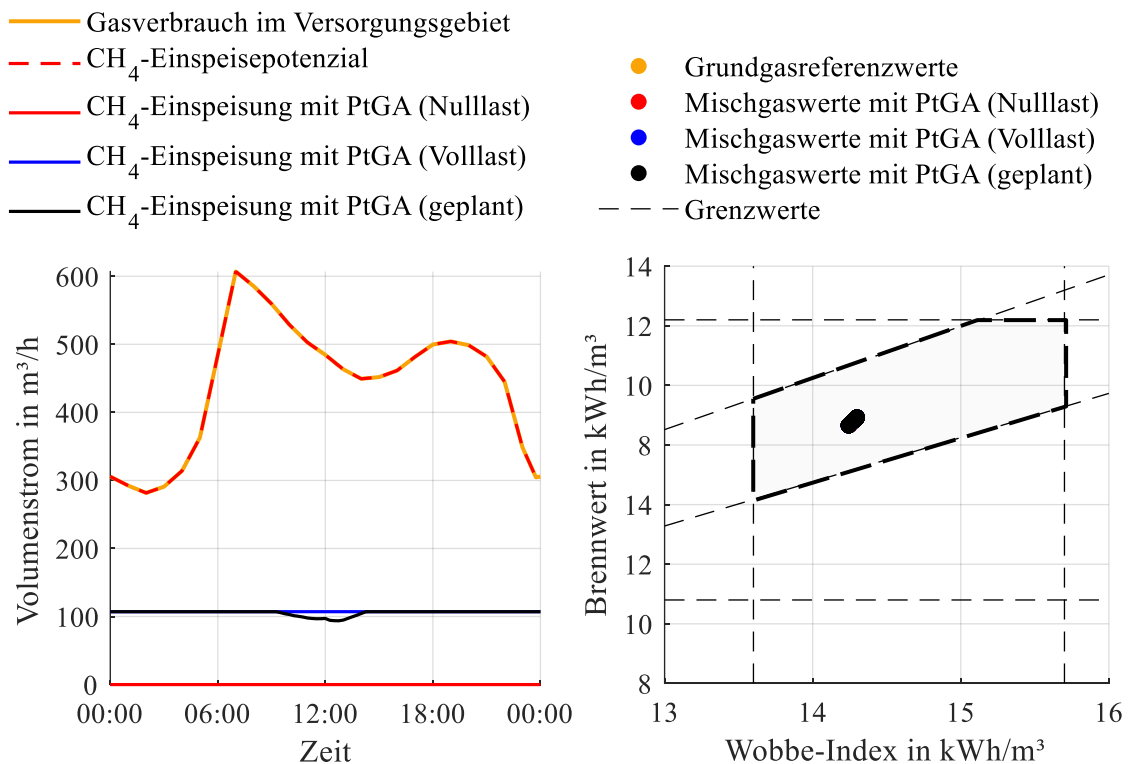 Gasverbrauch im Versorgungsgebiet
CH₄-Einspeisepotenzial
CH₄-Einspeisung mit PtGA (Nulllast)
CH₄-Einspeisung mit PtGA (Volllast)
CH₄-Einspeisung mit PtGA (geplant)
600
500
400
300
200
100
0
Volumenstrom in m³/h
00:00 06:00 12:00 18:00 00:00
Zeit
Grundgasreferenzwerte
Mischgaswerte mit PtGA (Nulllast)
Mischgaswerte mit PtGA (Volllast)
Mischgaswerte mit PtGA (geplant)
Grenzwerte
14
12
10
8
14
12
10
8
Brennwert in kWh/m³
13 14 15 16
Wobbe-Index in kWh/m³